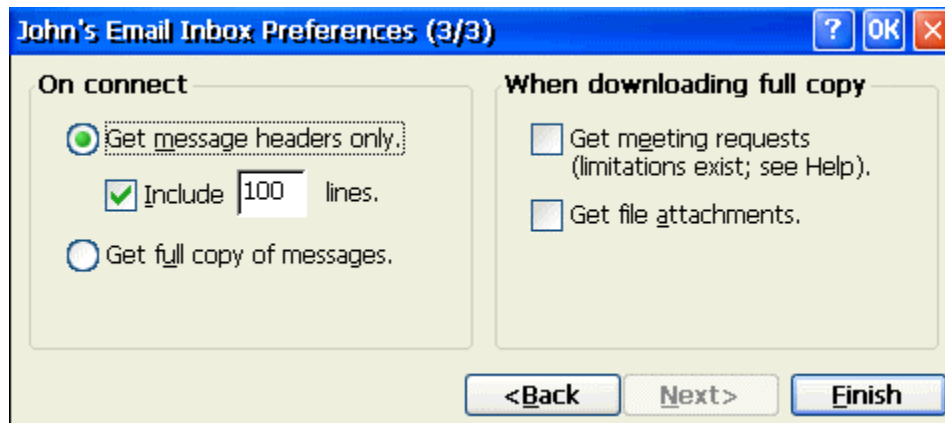 John's Email Inbox Preferences (3/3)
? OK ×
On connect
Get message headers only.
Include 100 lines.
Get full copy of messages.
When downloading full copy
Get meeting requests
(limitations exist; see Help).
Get file attachments.
<Back Next> Finish